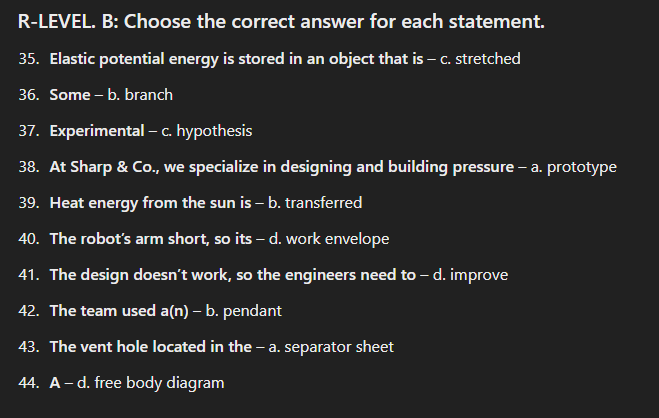 R-LEVEL. B: Choose the correct answer for each statement.
35. Elastic potential energy is stored in an object that is – c. stretched
36. Some – b. branch
37. Experimental – c. hypothesis
38. At Sharp & Co., we specialize in designing and building pressure – a. prototype
39. Heat energy from the sun is – b. transferred
40. The robot’s arm short, so its – d. work envelope
41. The design doesn’t work, so the engineers need to – d. improve
42. The team used a(n) – b. pendant
43. The vent hole located in the – a. separator sheet
44. A – d. free body diagram